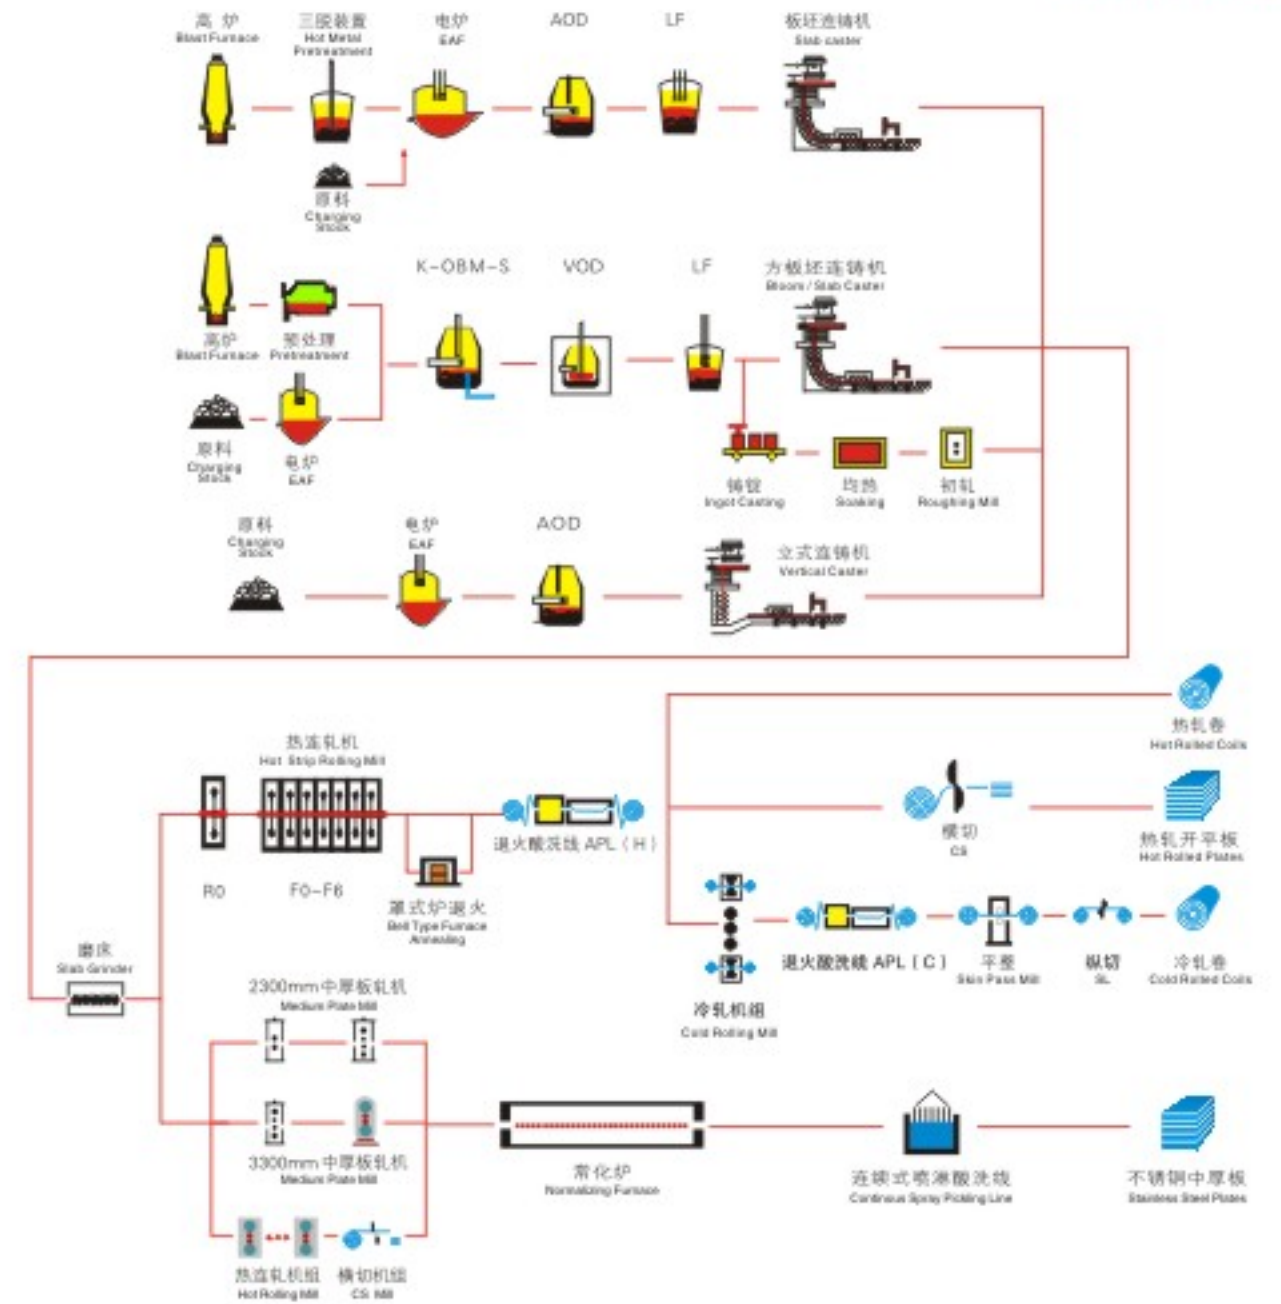 高 炉
Blast Furnace
三脱装置
Hot Metal
Pretreatment
电炉
EAF
AOD
LF
板坯连铸机
Slab caster
原料
Charging
Stock
K-OBM-S
VOD
LF
方板坯连铸机
Bloom / Slab Caster
高炉
Blast Furnace
预处理
Pretreatment
原料
Charging
Stock
电炉
EAF
铸锭
Ingot Casting
均热
Soaking
初轧
Roughing Mill
原料
Charging
Stock
电炉
EAF
AOD
立式连铸机
Vertical Caster
热轧卷
Hot Rolled Coils
热连轧机
Hot Strip Rolling Mill
退火酸洗线 APL ( H )
横切
CS
热轧开平板
Hot Rolled Plates
R0
F0-F6
罩式炉退火
Bell Type Furnace
Annealing
磨床
Slab Grinder
冷轧机组
Cold Rolling Mill
退火酸洗线 APL ( C )
平整
Skin Pass Mill
纵切
SL
冷轧卷
Cold Rolled Coils
2300mm 中厚板轧机
Medium Plate Mill
3300mm 中厚板轧机
Medium Plate Mill
常化炉
Normalizing Furnace
连续式喷淋酸洗线
Continous Spray Pickling Line
不锈钢中厚板
Stainless Steel Plates
热连轧机组
Hot Rolling Mill
横切机组
CS Mill